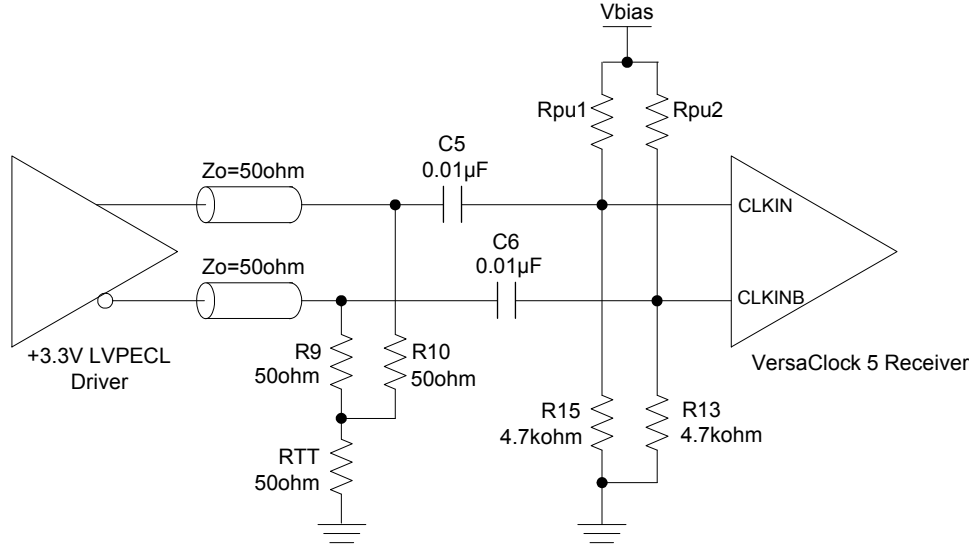 Vbias
Rpu1
Rpu2
C5
0.01µF
Zo=50ohm
CLKIN
C6
0.01µF
Zo=50ohm
CLKINB
+3.3V LVPECL
Driver
R9
50ohm
R10
50ohm
VersaClock 5 Receiver
R15
4.7kohm
R13
4.7kohm
RTT
50ohm